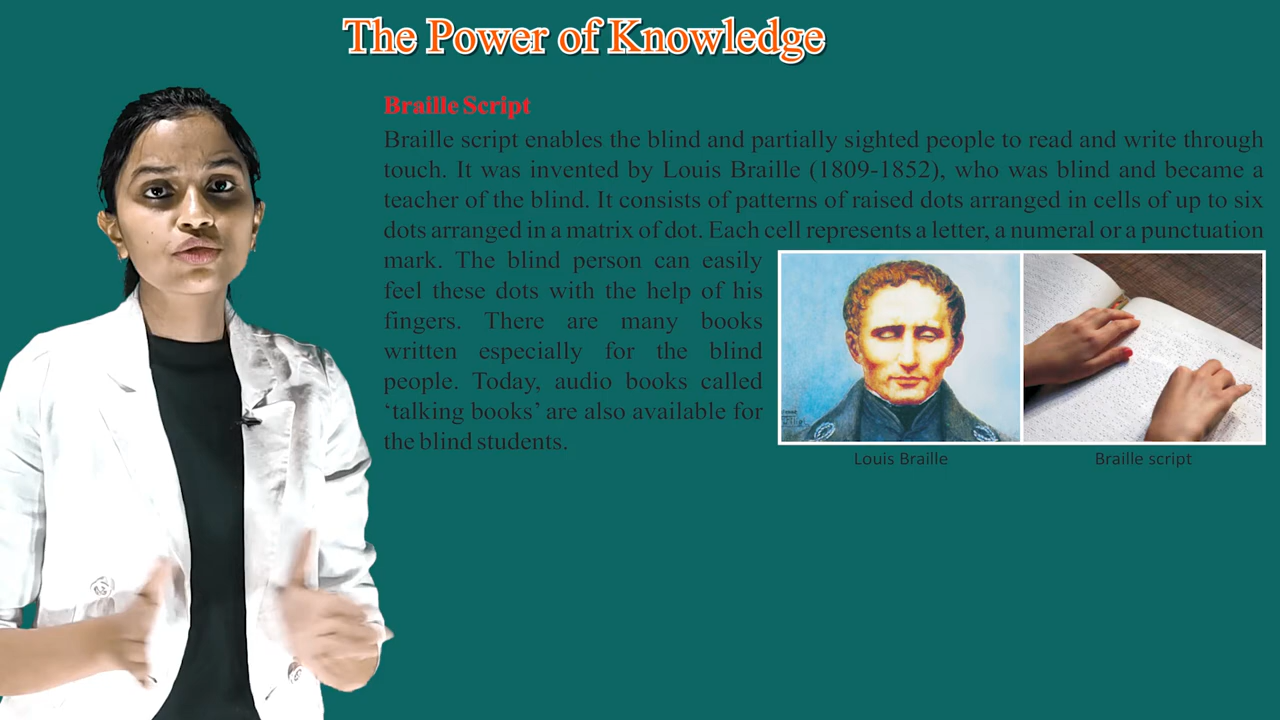 The Power of Knowledge
Braille Script
Braille script enables the blind and partially sighted people to read and write through
touch. It was invented by Louis Braille (1809-1852), who was blind and became a
teacher of the blind. It consists of patterns of raised dots arranged in cells of up to six
dots arranged in a matrix of dot. Each cell represents a letter, a numeral or a punctuation
mark. The blind person can easily
feel these dots with the help of his
fingers. There are many books
written especially for the blind
people. Today, audio books called
‘talking books’ are also available for
the blind students.
Louis Braille
Braille script